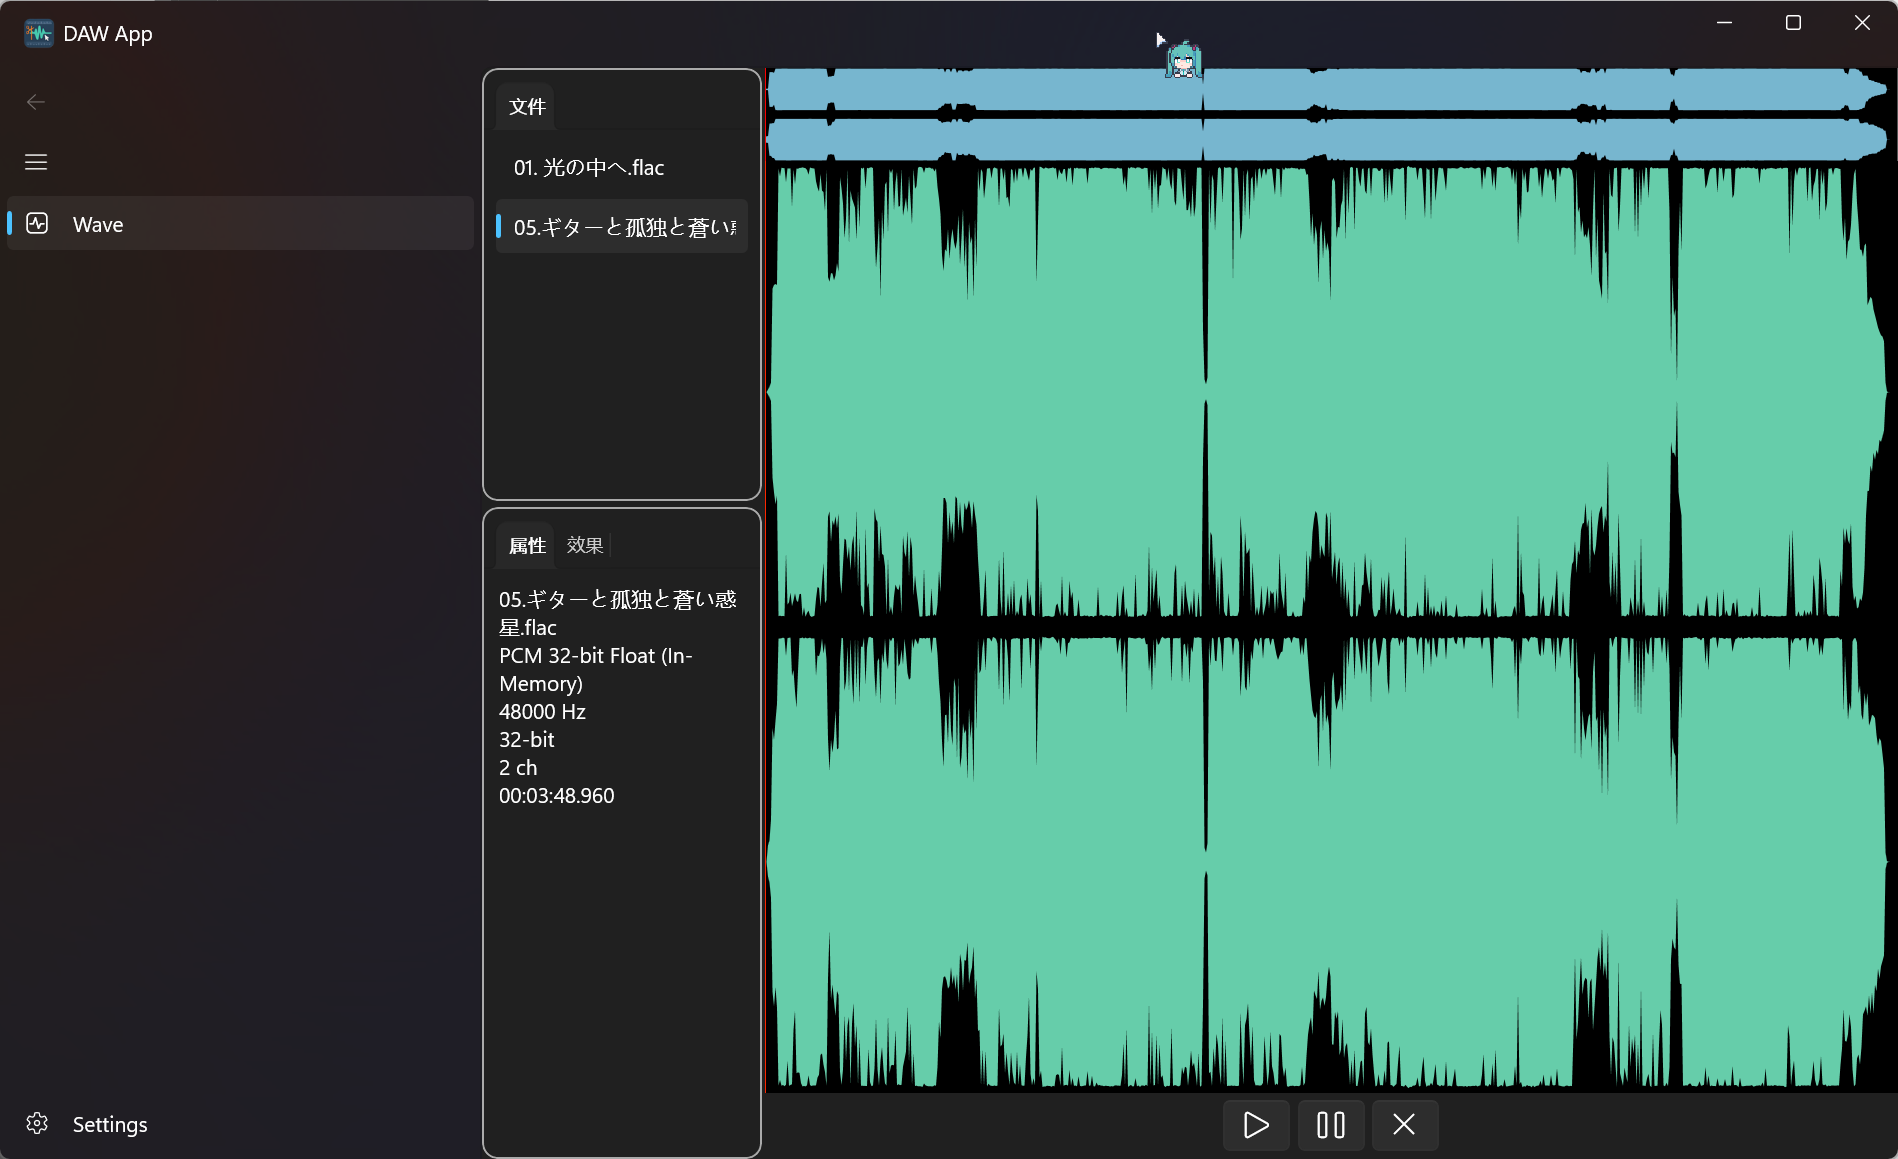 DAW App
Wave
Settings
文件
01. 光の中へ.flac
05.ギターと孤独と蒼い
属性 效果
05.ギターと孤独と蒼い惑
星.flac
PCM 32-bit Float (In-
Memory)
48000 Hz
32-bit
2 ch
00:03:48.960